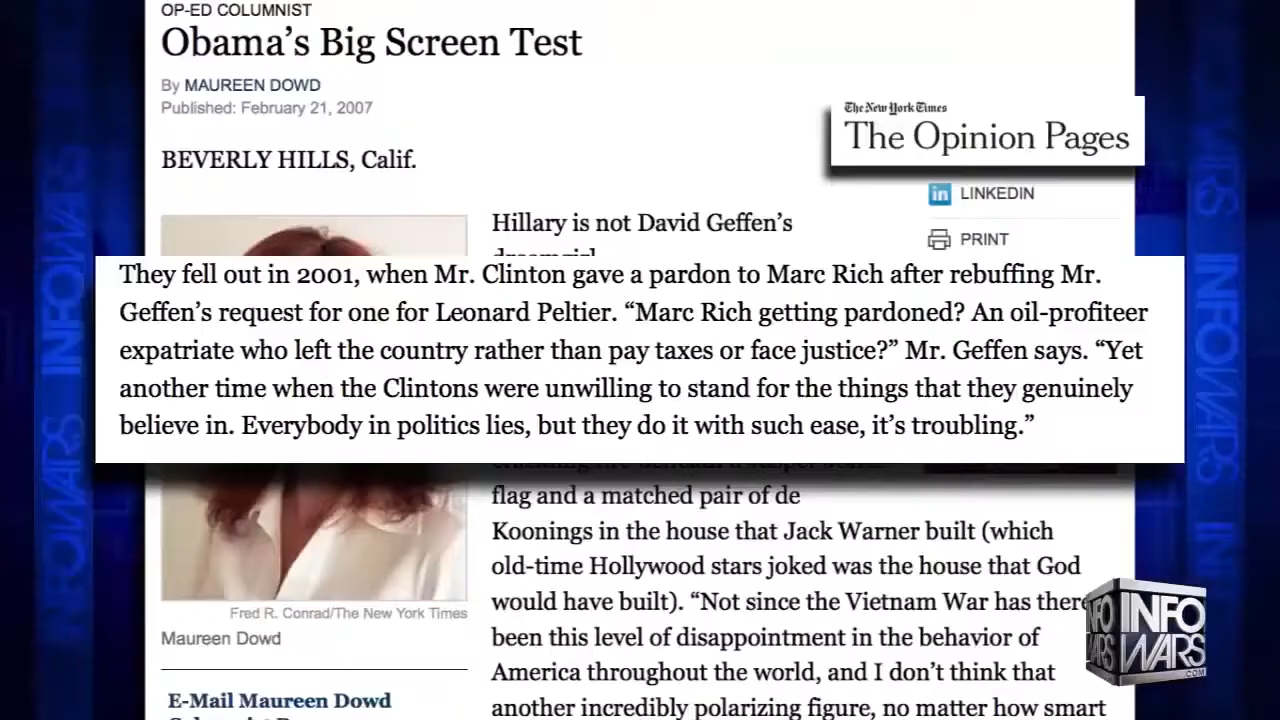 OP-ED COLUMNIST
Obama’s Big Screen Test
By MAUREEN DOWD
Published: February 21, 2007
The New York Times
The Opinion Pages
BEVERLY HILLS, Calif.
LINKEDIN
PRINT
Hillary is not David Geffen’s
They fell out in 2001, when Mr. Clinton gave a pardon to Marc Rich after rebuffing Mr.
Geffen’s request for one for Leonard Peltier. “Marc Rich getting pardoned? An oil-profiteer
expatriate who left the country rather than pay taxes or face justice?” Mr. Geffen says. “Yet
another time when the Clintons were unwilling to stand for the things that they genuinely
believe in. Everybody in politics lies, but they do it with such ease, it’s troubling.”
flag and a matched pair of de
Koonings in the house that Jack Warner built (which
old-time Hollywood stars joked was the house that God
would have built). “Not since the Vietnam War has there
been this level of disappointment in the behavior of
America throughout the world, and I don’t think that
another incredibly polarizing figure, no matter how smart
Fred R. Conrad/The New York Times
Maureen Dowd
E-Mail Maureen Dowd
INFOWARS
INFOWARS
INFO
WARS
.COM